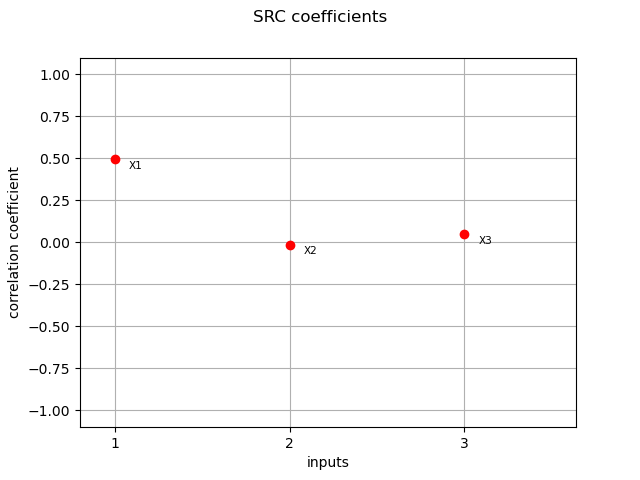 SRC coefficients
correlation coefficient
1.00
0.75
0.50
0.25
0.00
−0.25
−0.50
−0.75
−1.00
X1
X2
X3
1 2 3
inputs